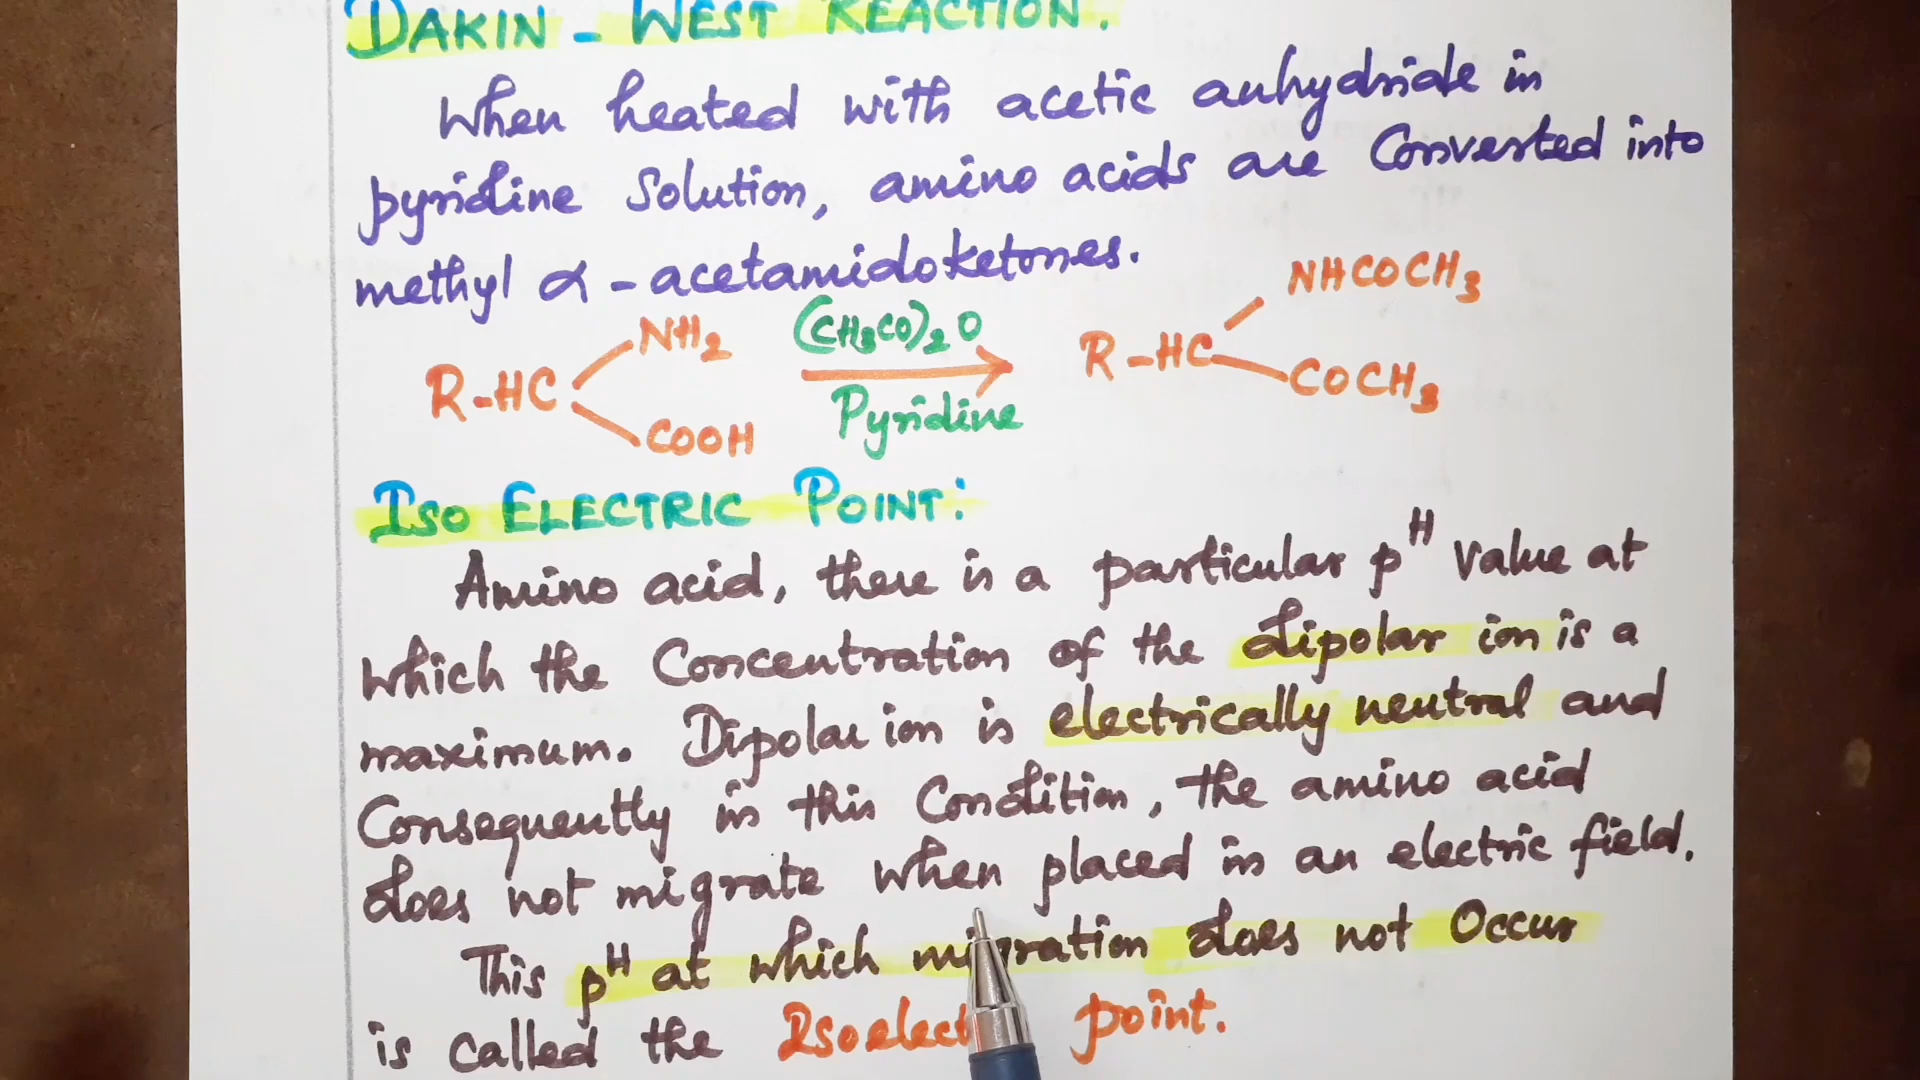 DAKIN - WEST REACTION.
When heated with acetic anhydride in
pyridine solution, amino acids are converted into
methyl α - acetamidoketones.
NHCOCH3
NH2 (CH3CO)2O
R-HC R-HC
COOH Pyridine COCH3
ISO ELECTRIC POINT:
Amino acid, there is a particular pH value at
which the concentration of the dipolar ion is a
maximum. Dipolar ion is electrically neutral and
Consequently in this condition, the amino acid
does not migrate when placed in an electric field.
This pH at which migration does not occur
is called the Isoelect point.